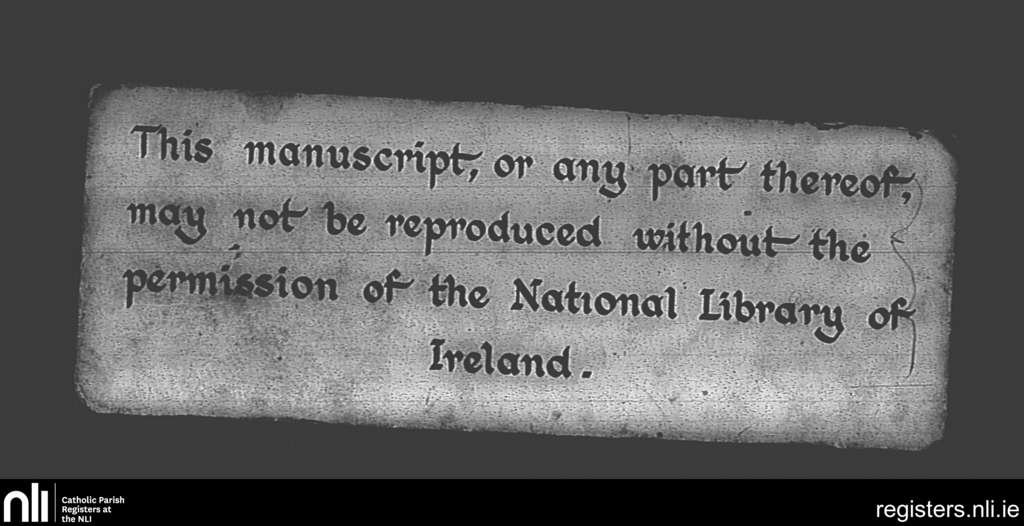 This manuscript, or any part thereof,
may not be reproduced without the
permission of the National Library of
Ireland.
nli
Catholic Parish
Registers at
the NLI
registers.nli.ie